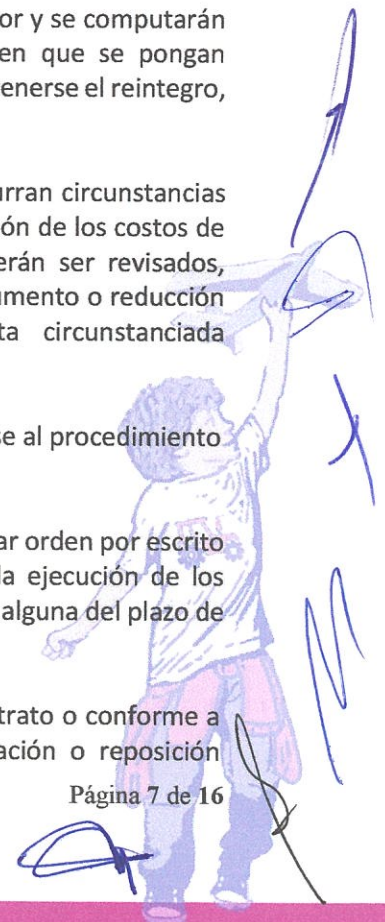 or y se computarán
en que se pongan
enerse el reintegro,
urran circunstancias
ón de los costos de
erán ser revisados,
umento o reducción
ta circunstanciada
se al procedimiento
ar orden por escrito
la ejecución de los
alguna del plazo de
trato o conforme a
ación o reposición
Página 7 de 16